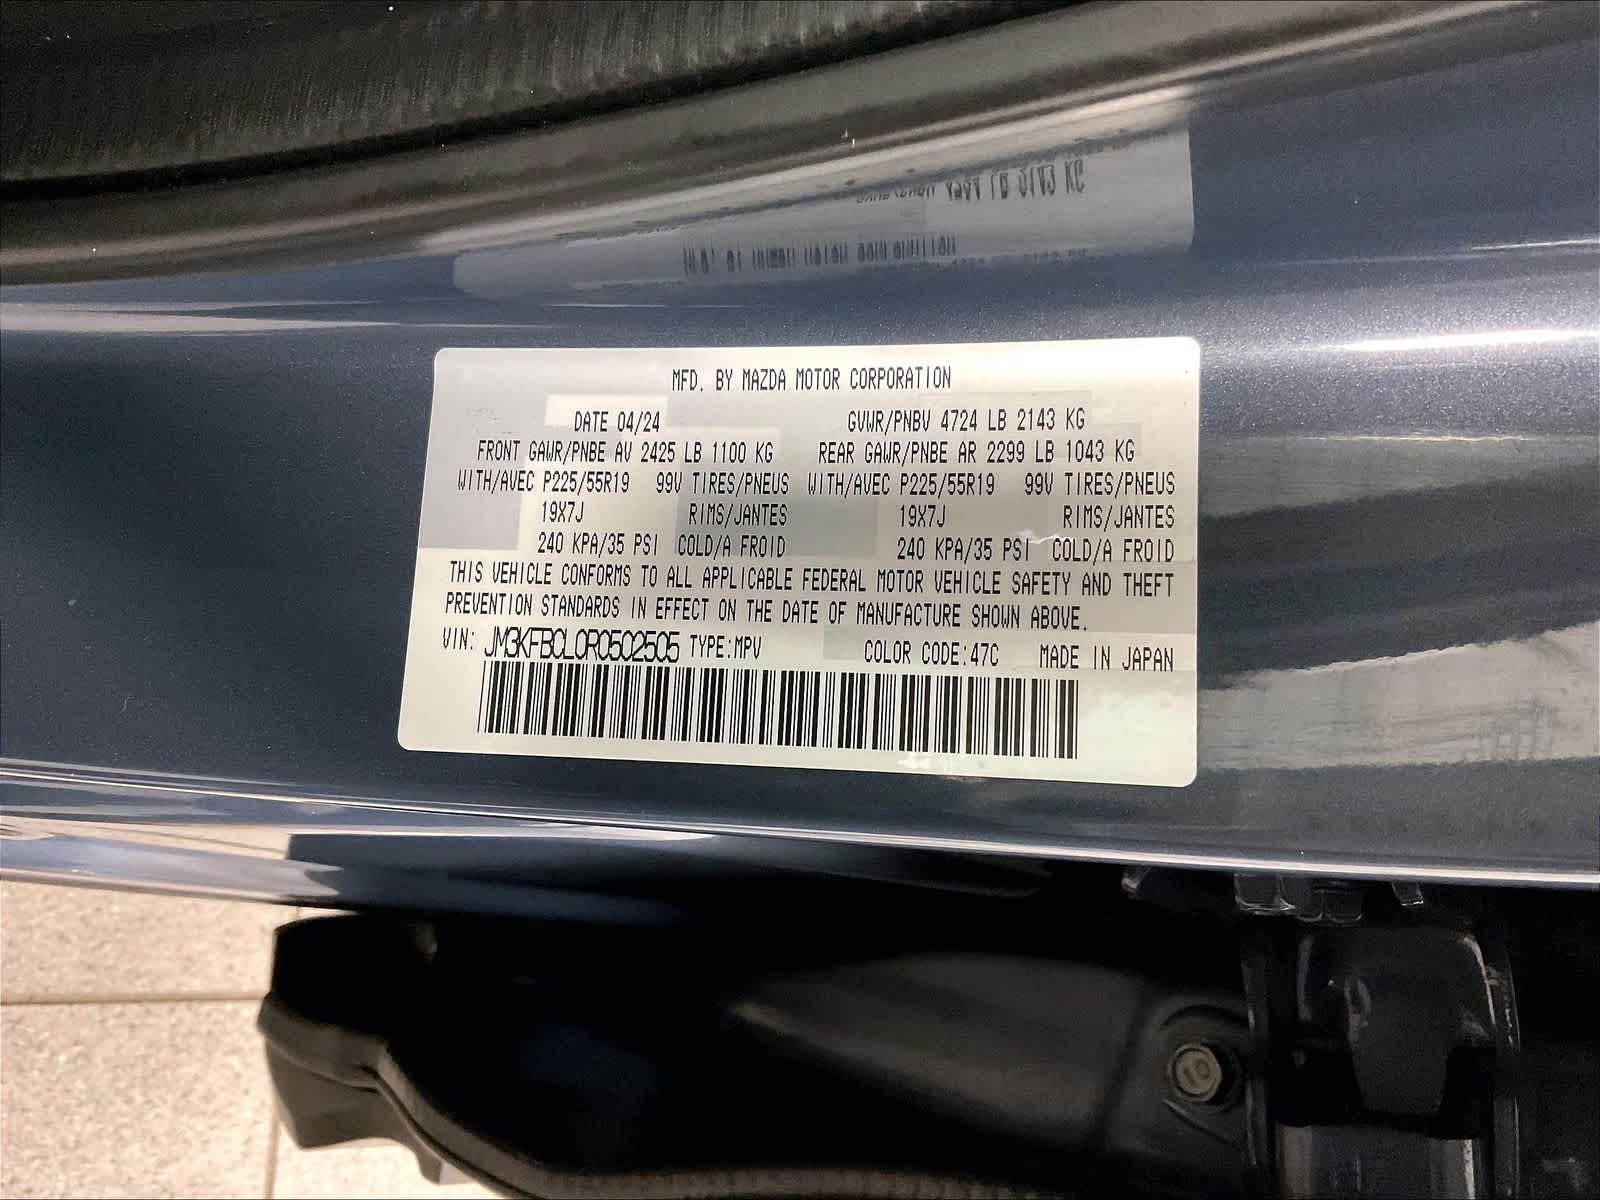 MFD. BY MAZDA MOTOR CORPORATION
DATE 04/24 GVWR/PNBV 4724 LB 2143 KG
FRONT GAWR/PNBE AV 2425 LB 1100 KG REAR GAWR/PNBE AR 2299 LB 1043 KG
WITH/AVEC P225/55R19 99V TIRES/PNEUS WITH/AVEC P225/55R19 99V TIRES/PNEUS
19X7J RIMS/JANTES 19X7J RIMS/JANTES
240 KPA/35 PSI COLD/A FROID 240 KPA/35 PSI COLD/A FROID
THIS VEHICLE CONFORMS TO ALL APPLICABLE FEDERAL MOTOR VEHICLE SAFETY AND THEFT
PREVENTION STANDARDS IN EFFECT ON THE DATE OF MANUFACTURE SHOWN ABOVE.
VIN: JM3KFBCL0R0502505 TYPE:MPV COLOR CODE:47C MADE IN JAPAN